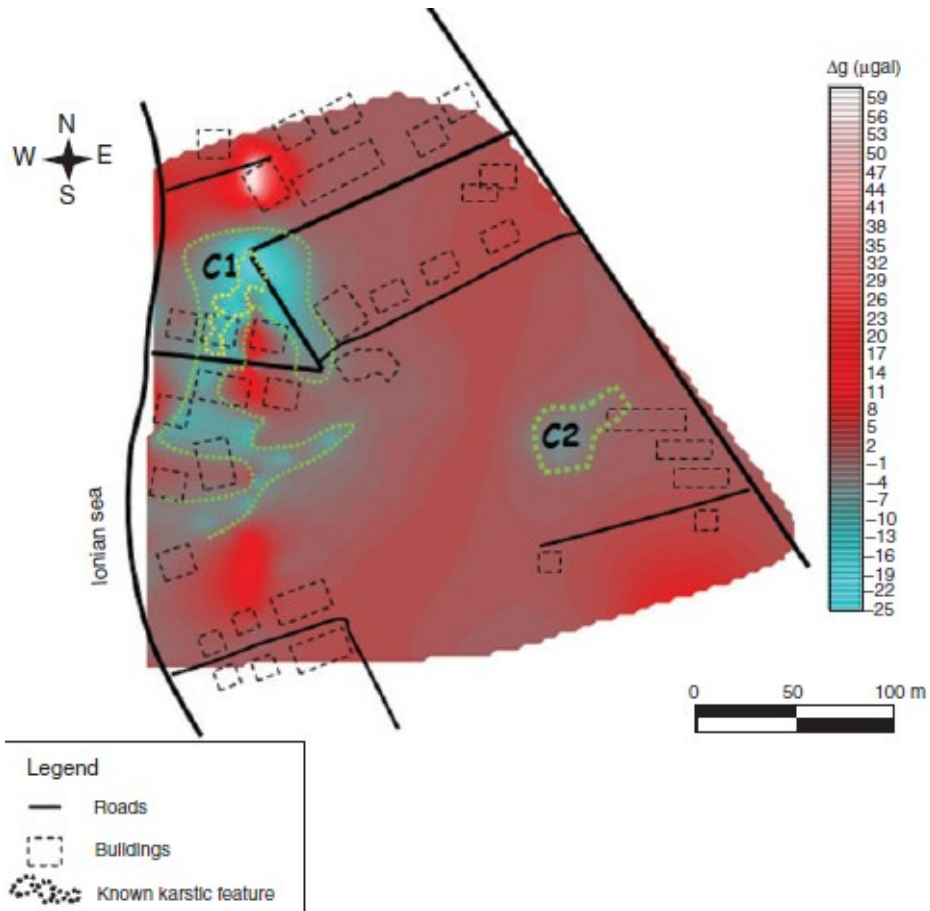 Δg (μgal)
59
56
53
50
47
44
41
38
35
32
29
26
23
20
17
11
8
5
2
–1
–4
–7
–10
–13
–16
–19
–22
–25
N
W E
S
C1
C2
Ionian sea
0 50 100 m
Legend
Roads
Buildings
Known karstic feature